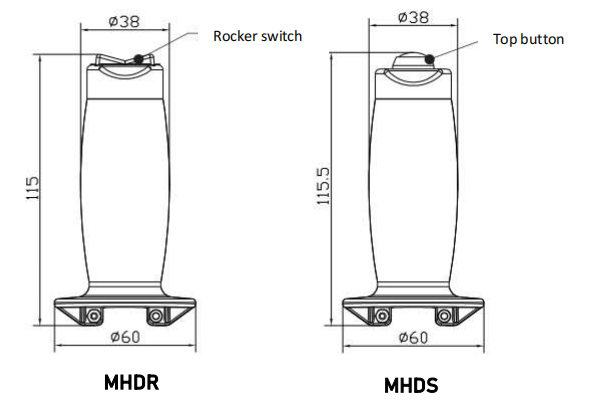 ø38
Rocker switch
115
ø60
MHDR
ø38
Top button
115.5
ø60
MHDS